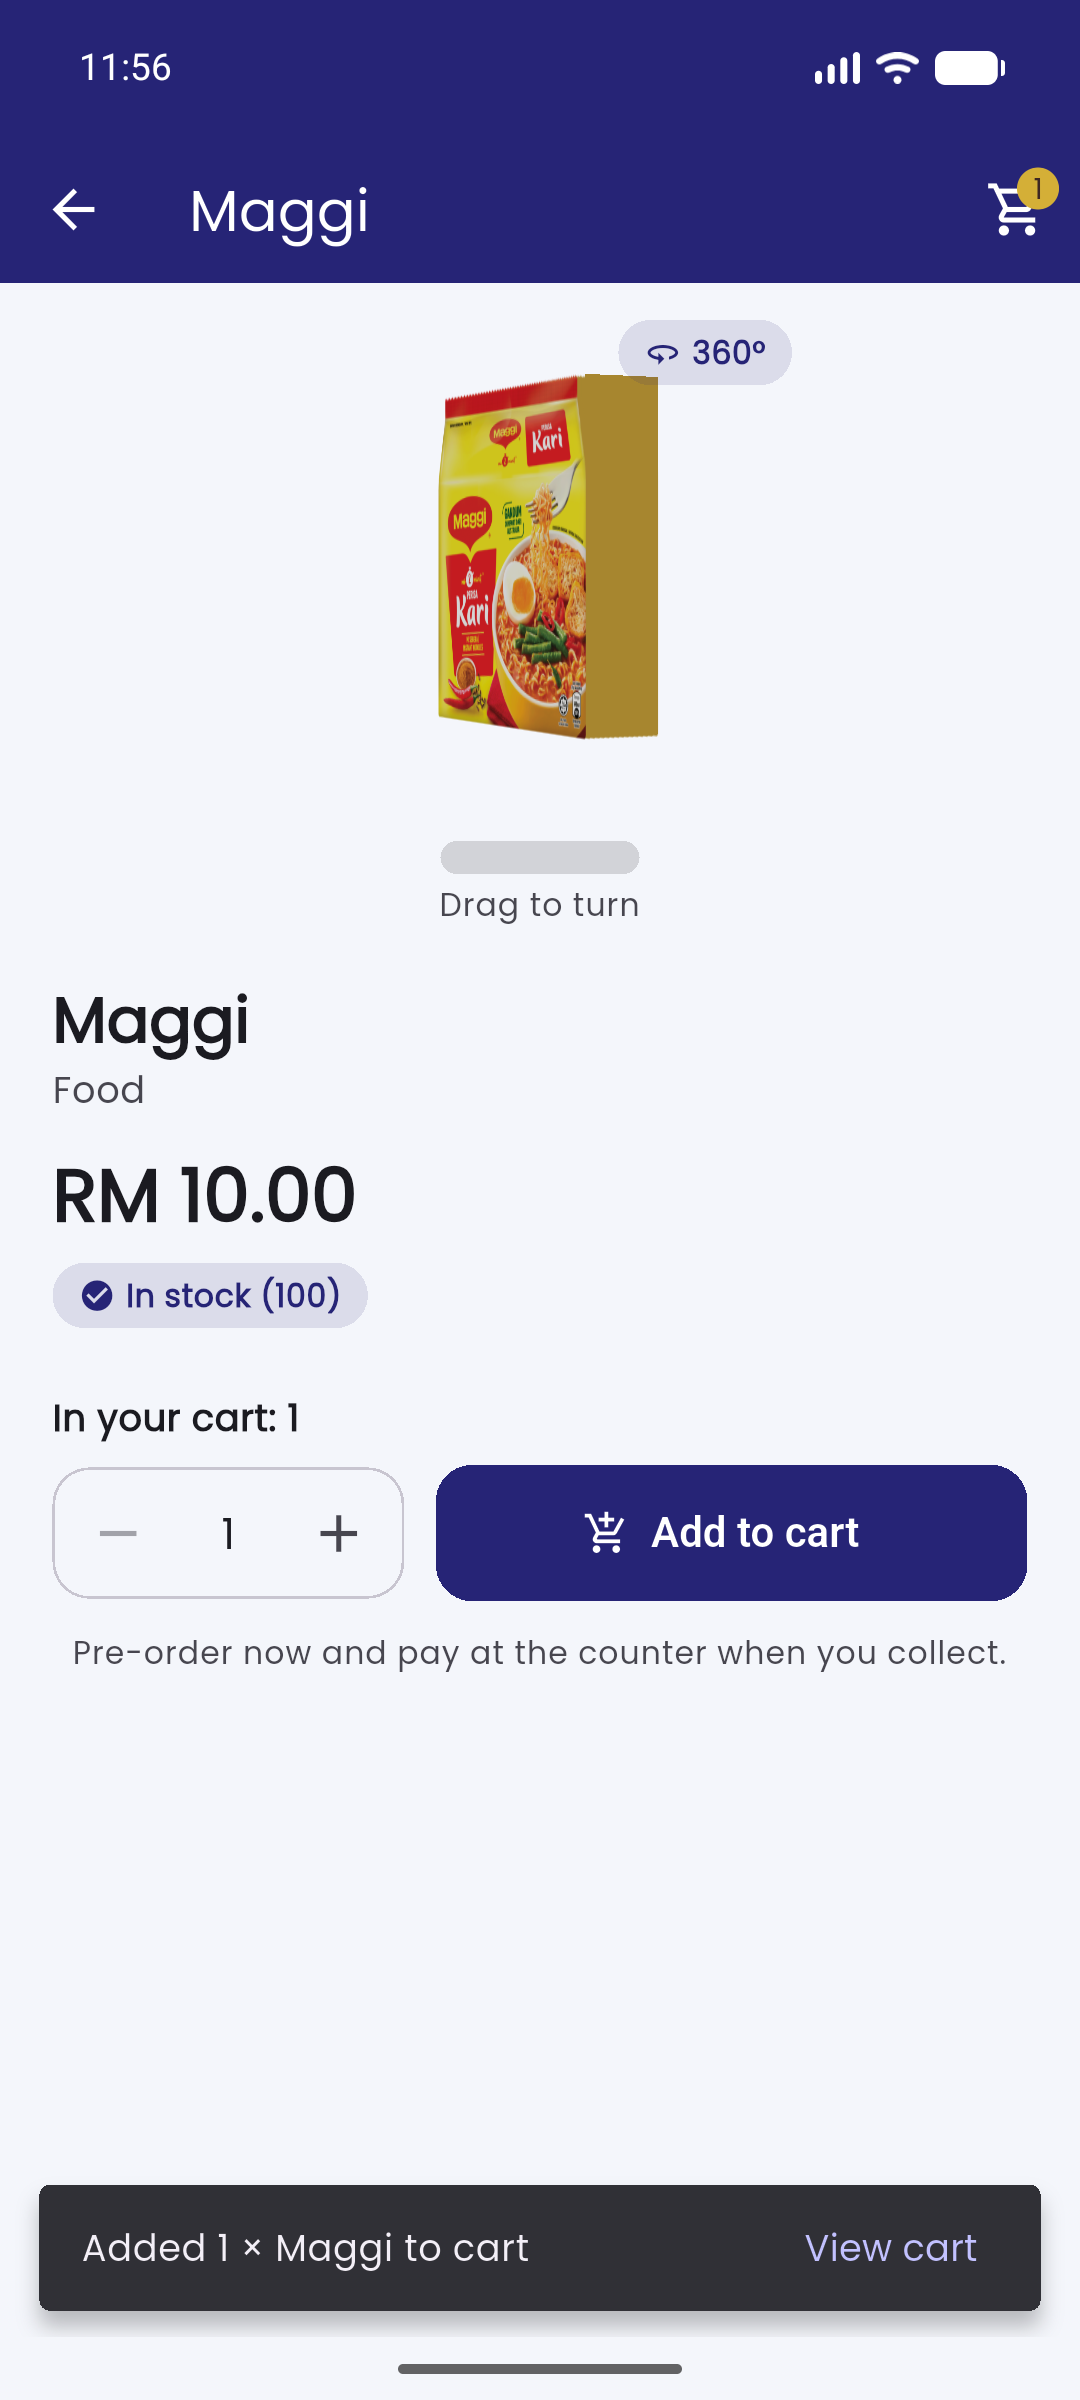 11:56
Maggi
1
360°
Maggi
PERISA
Kari
Maggi
PERISA
Kari
Drag to turn
Maggi
Food
RM 10.00
In stock (100)
In your cart: 1
1
Add to cart
Pre-order now and pay at the counter when you collect.
Added 1 × Maggi to cart
View cart